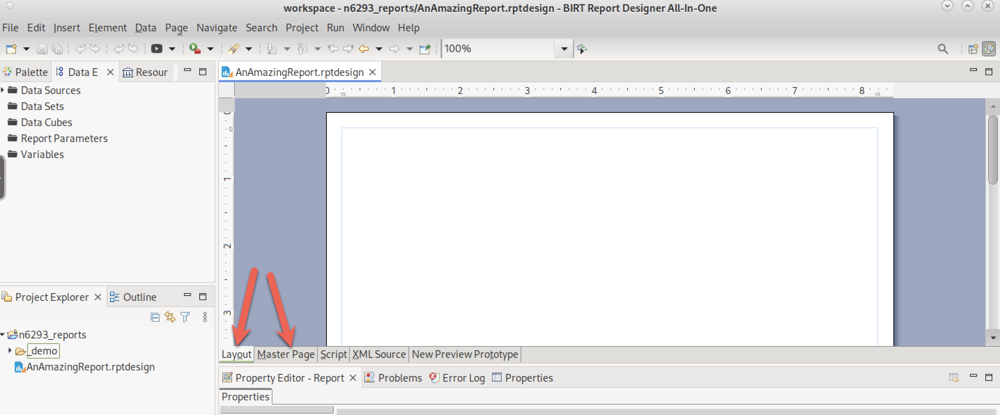 workspace - n6293_reports/AnAmazingReport.rptdesign - BIRT Report Designer All-In-One
File Edit Insert Element Data Page Navigate Search Project Run Window Help
100%
Palette Data E Resour
Data Sources
Data Sets
Data Cubes
Report Parameters
Variables
AnAmazingReport.rptdesign
0 1 2 3 4 5 6 7 8
0
1
2
3
Layout Master Page Script XML Source New Preview Prototype
Project Explorer Outline
n6293_reports
_demo
AnAmazingReport.rptdesign
Property Editor - Report Problems Error Log Properties
Properties